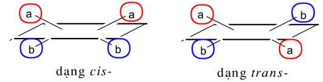 a a a b
b b b a
dạng cis- dạng trans-